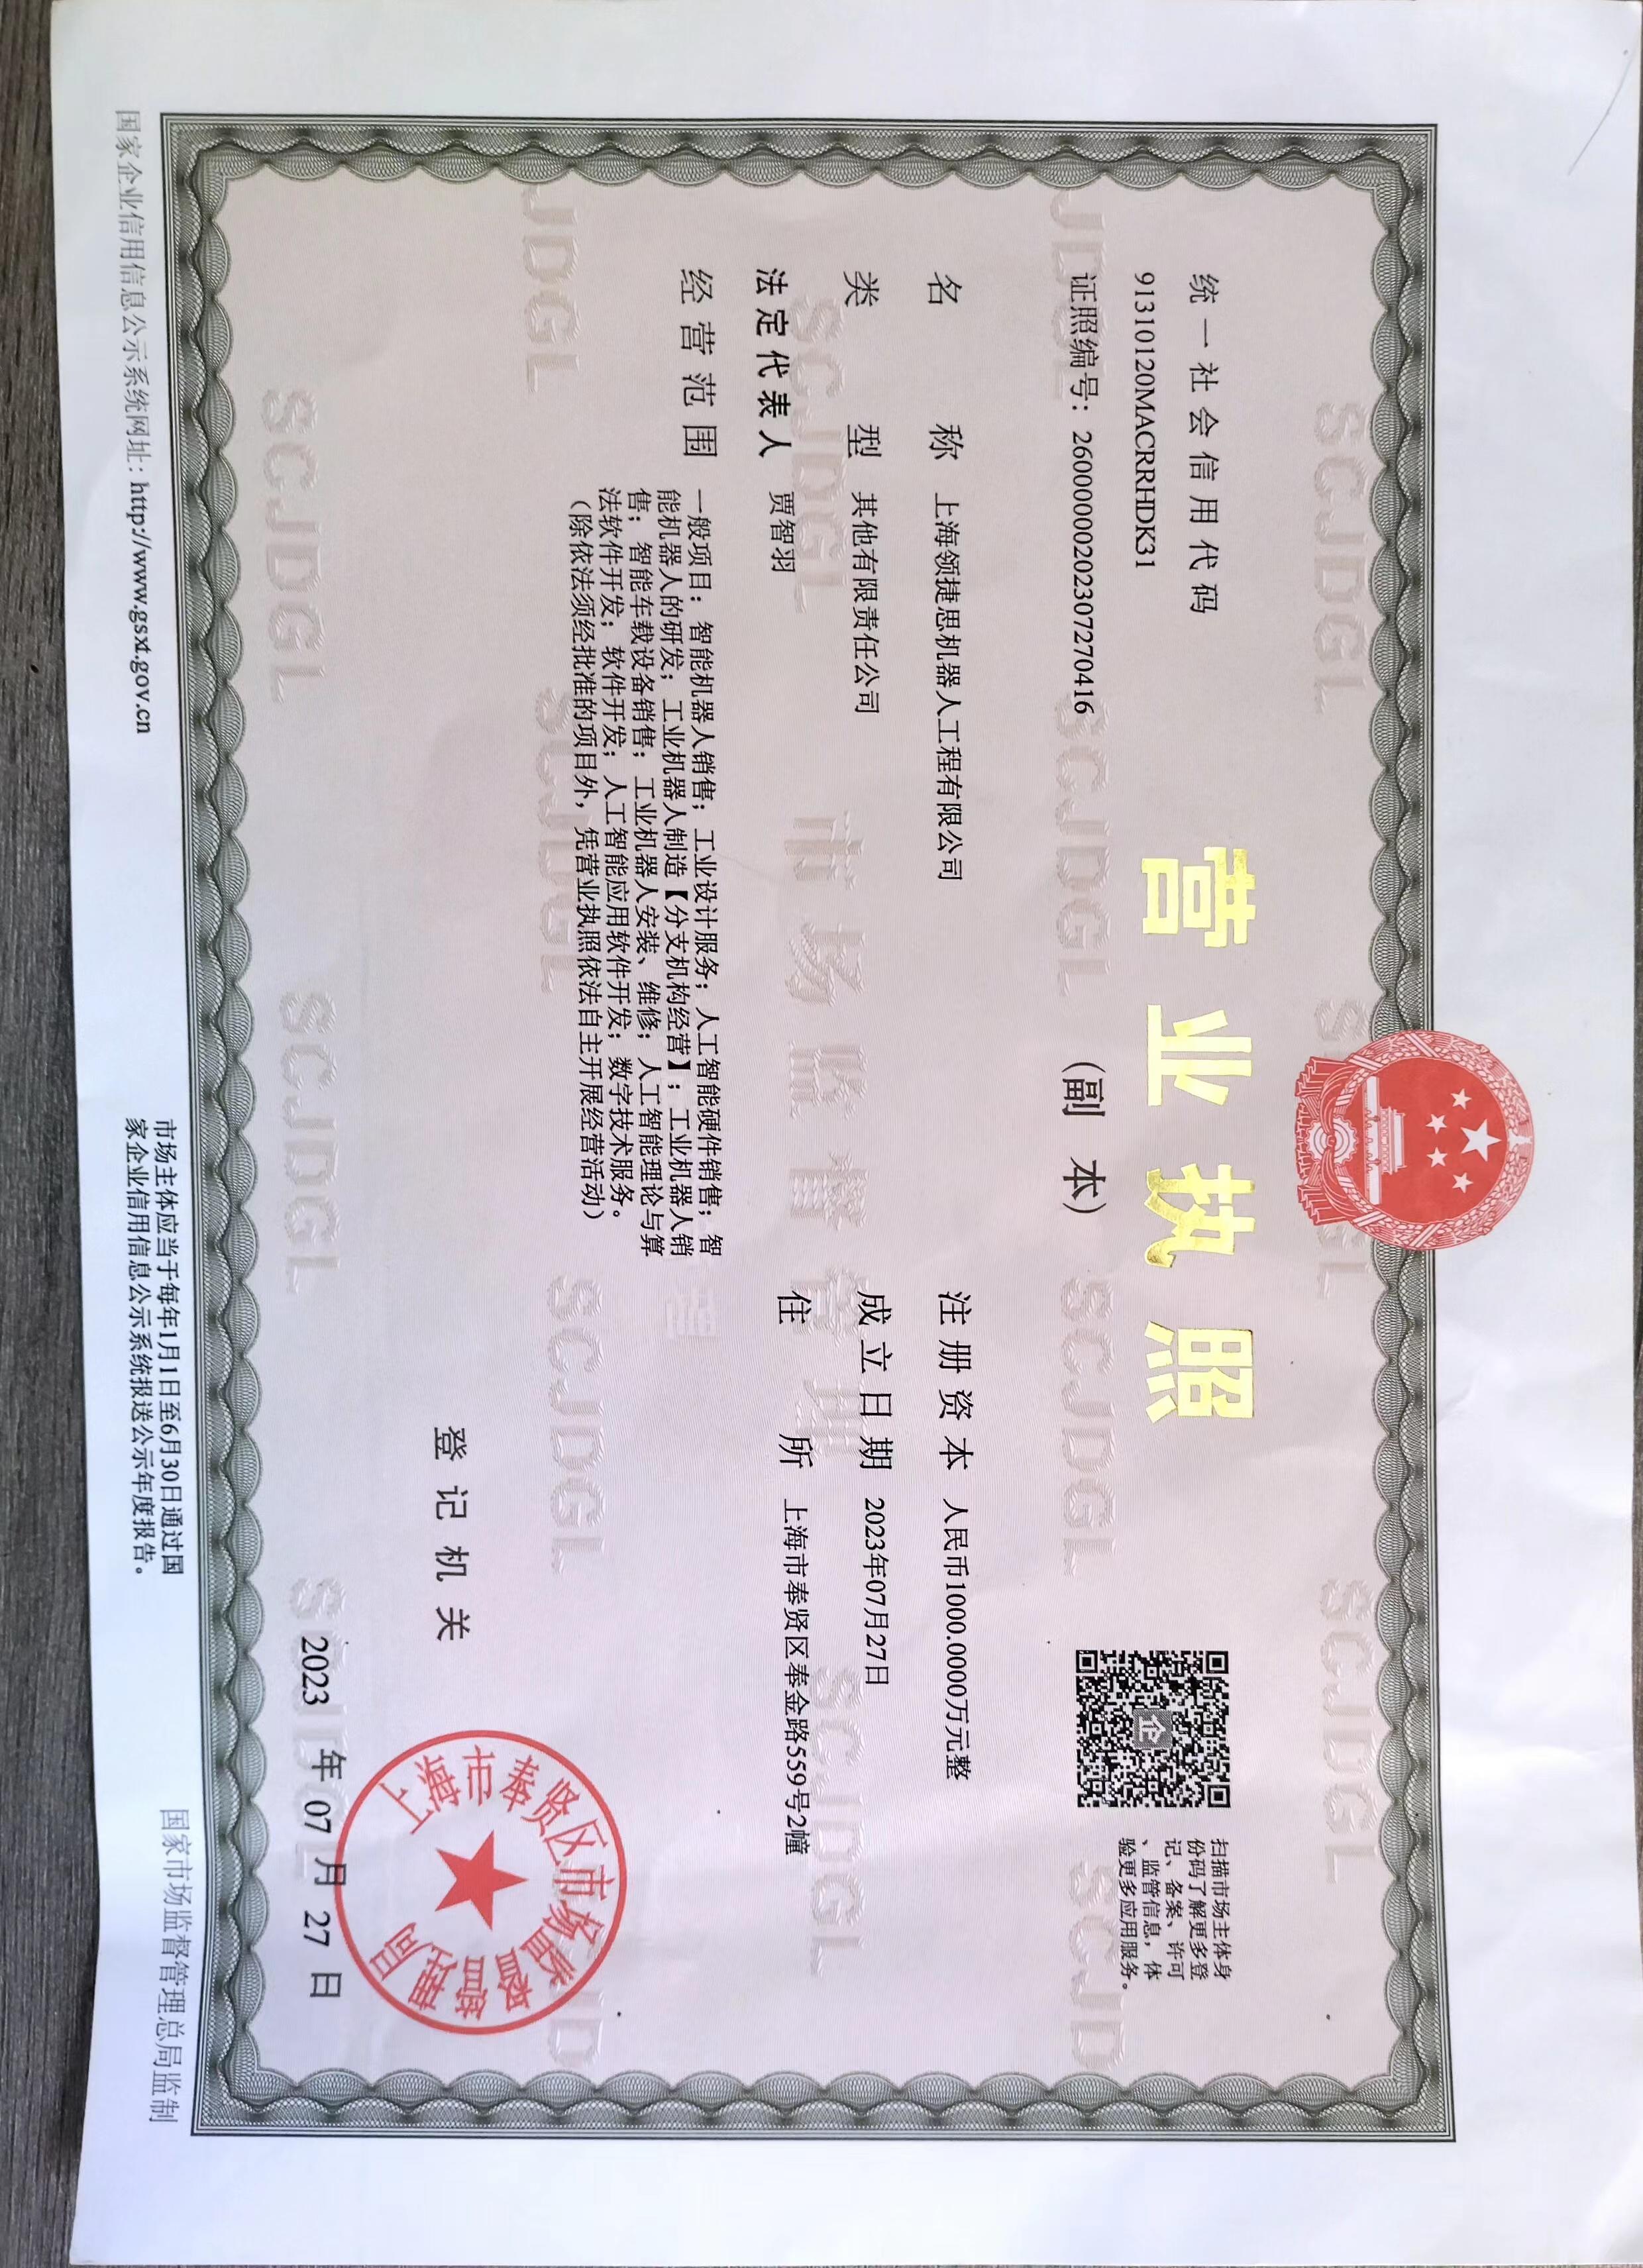 统一社会信用代码
91310120MACRRHDK31
证照编号：26000000202307270416
营业执照
（副 本）
扫描市场主体身
份码了解更多登
记、备案、许可
、监管信息，体
验更多应用服务。
名 称 上海领捷思机器人工程有限公司
类 型 其他有限责任公司
法定代表人 贾智羽
经营范围 一般项目：智能机器人销售；工业设计服务；人工智能硬件销售；智
能机器人的研发；工业机器人制造【分支机构经营】；工业机器人销
售；智能车载设备销售；工业机器人安装、维修；人工智能理论与算
法软件开发；软件开发；人工智能应用软件开发；数字技术服务。
（除依法须经批准的项目外，凭营业执照依法自主开展经营活动）
注册资本 人民币1000.0000万元整
成立日期 2023年07月27日
住 所 上海市奉贤区奉金路559号2幢
登记机关
上海市奉贤区市场监督管理局
2023 年 07 月 27 日
国家企业信用信息公示系统网址：http://www.gsxt.gov.cn
市场主体应当于每年1月1日至6月30日通过国
家企业信用信息公示系统报送公示年度报告。
国家市场监督管理总局监制
SCJDGL
市场监督管理